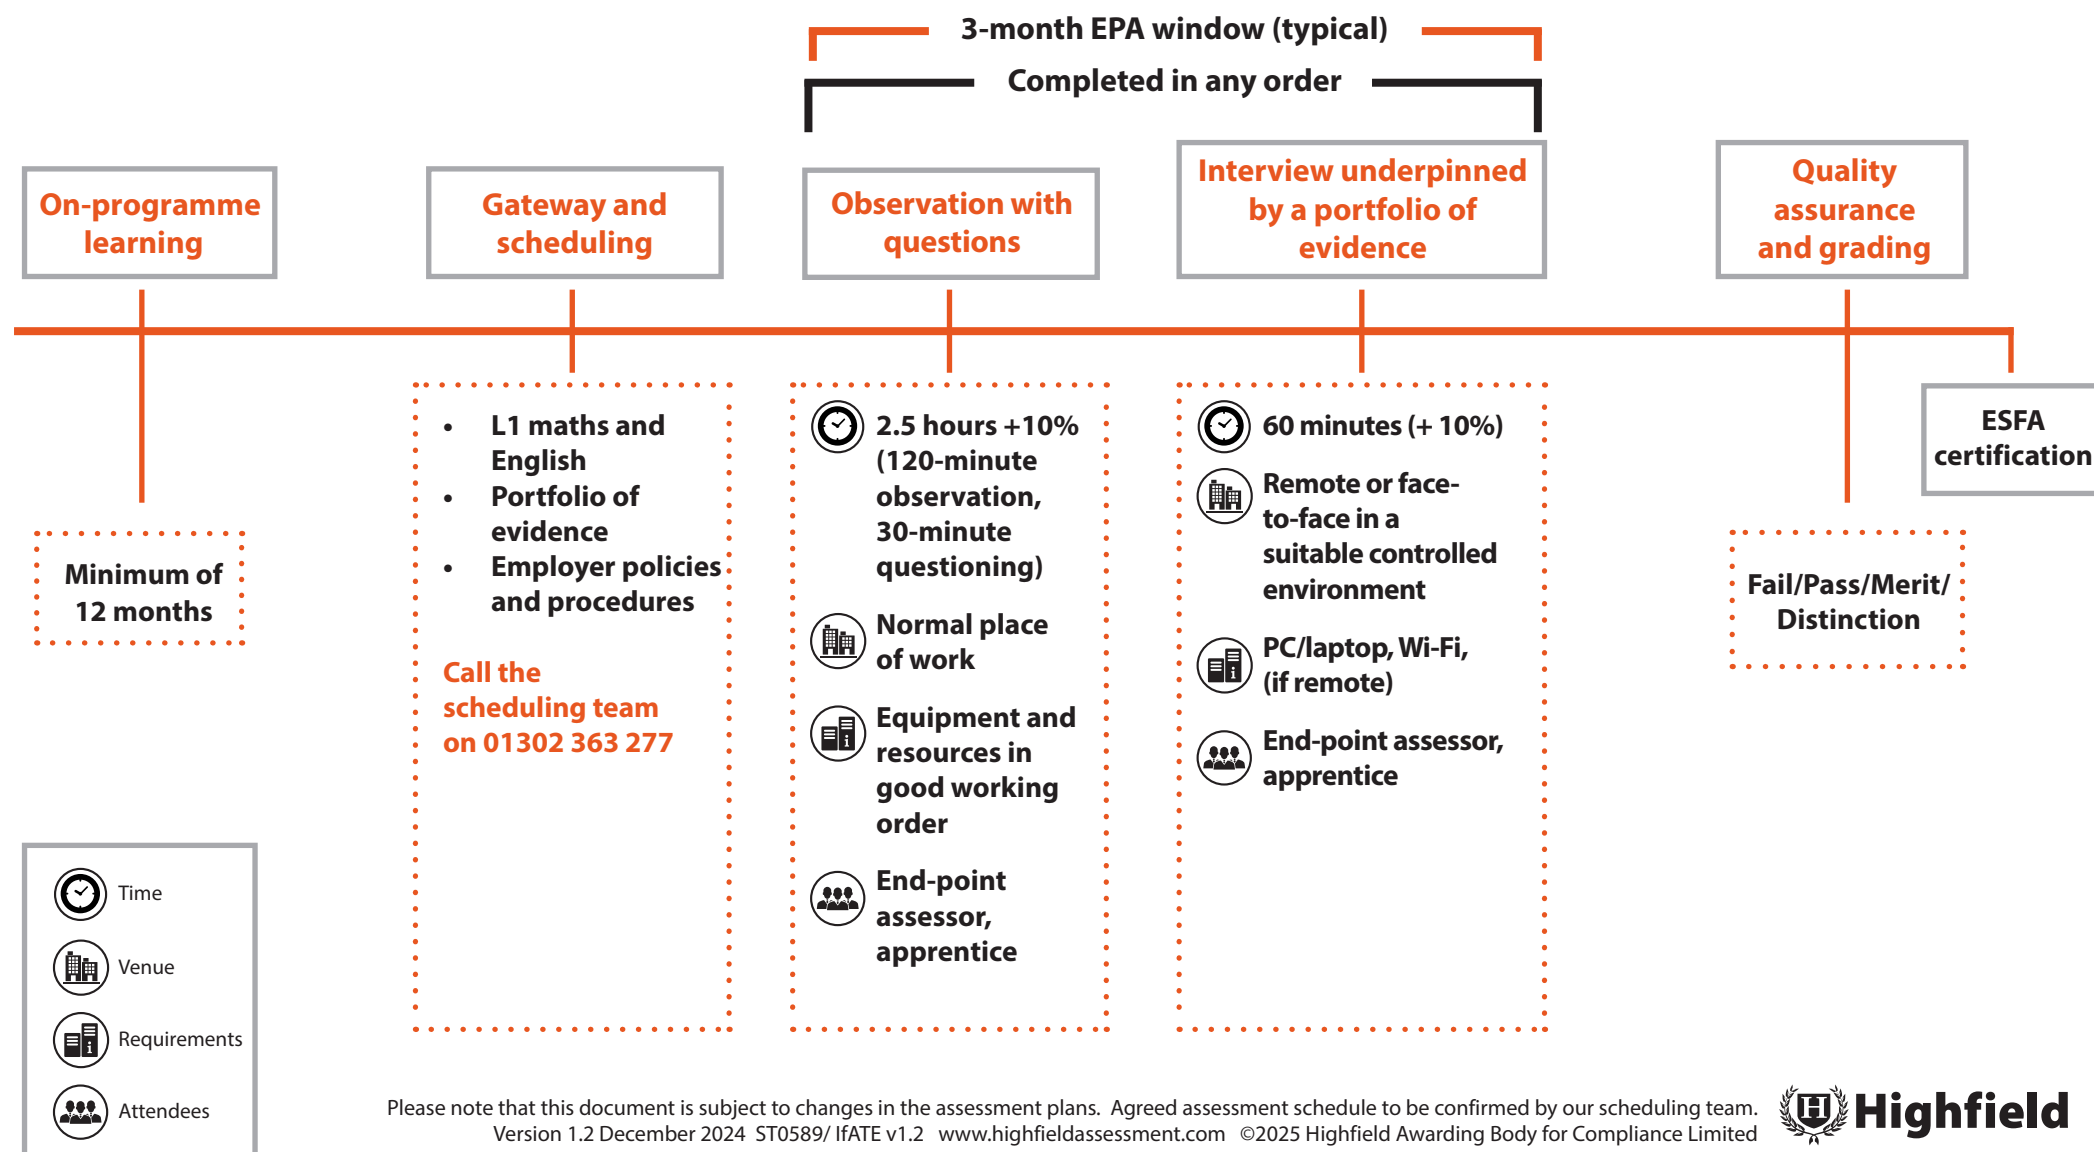 3-month EPA window (typical)
Completed in any order
On-programme
learning
Gateway and
scheduling
Observation with
questions
Interview underpinned
by a portfolio of
evidence
Quality
assurance
and grading
Minimum of
12 months
• L1 maths and
English
• Portfolio of
evidence
• Employer policies
and procedures
Call the
scheduling team
on 01302 363 277
2.5 hours +10%
(120-minute
observation,
30-minute
questioning)
Normal place
of work
Equipment and
resources in
good working
order
End-point
assessor,
apprentice
60 minutes (+ 10%)
Remote or face-
to-face in a
suitable controlled
environment
PC/laptop, Wi-Fi,
(if remote)
End-point assessor,
apprentice
Fail/Pass/Merit/
Distinction
ESFA
certification
Time
Venue
Requirements
Attendees
Please note that this document is subject to changes in the assessment plans. Agreed assessment schedule to be confirmed by our scheduling team.
Version 1.2 December 2024 ST0589/ IfATE v1.2 www.highfieldassessment.com ©2025 Highfield Awarding Body for Compliance Limited
Highfield